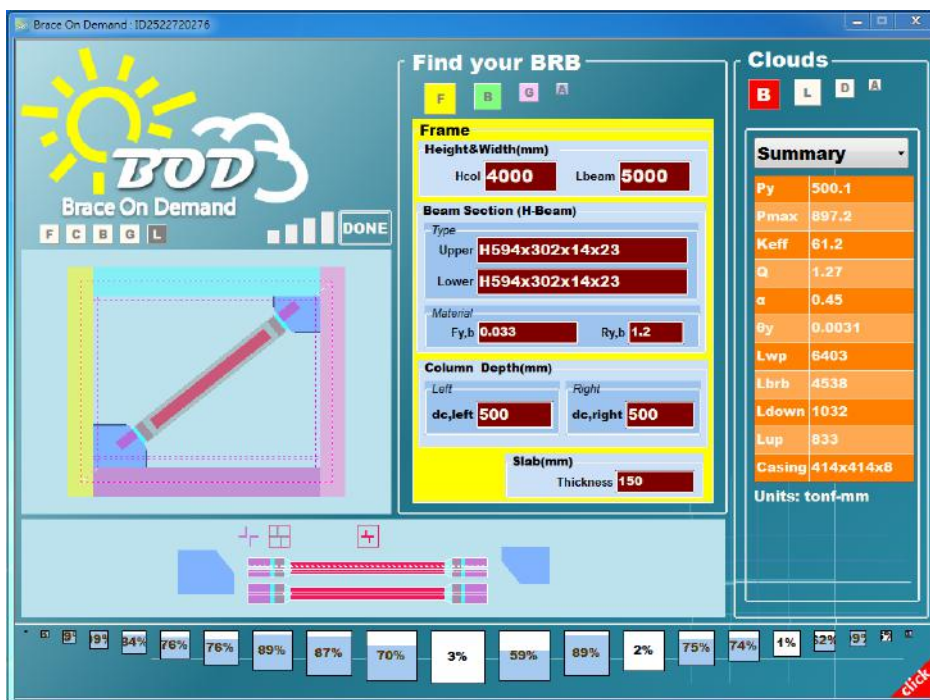 Brace On Demand : ID2522720276
BOD
Brace On Demand
F C B G L
DONE
Find your BRB
F B G A
Frame
Height&Width(mm)
Hcol 4000 Lbeam 5000
Beam Section (H-Beam)
Type
Upper H594x302x14x23
Lower H594x302x14x23
Material
Fy,b 0.033 Ry,b 1.2
Column Depth(mm)
Left Right
dc,left 500 dc,right 500
Slab(mm)
Thickness 150
Clouds
B L D A
Summary
Py 500.1
Pmax 897.2
Keff 61.2
Q 1.27
α 0.45
θy 0.0031
Lwp 6403
Lbrb 4538
Ldown 1032
Lup 833
Casing 414x414x8
Units: tonf-mm
84% 76% 76% 89% 87% 70% 3% 59% 89% 2% 75% 74% 1% 62%
click